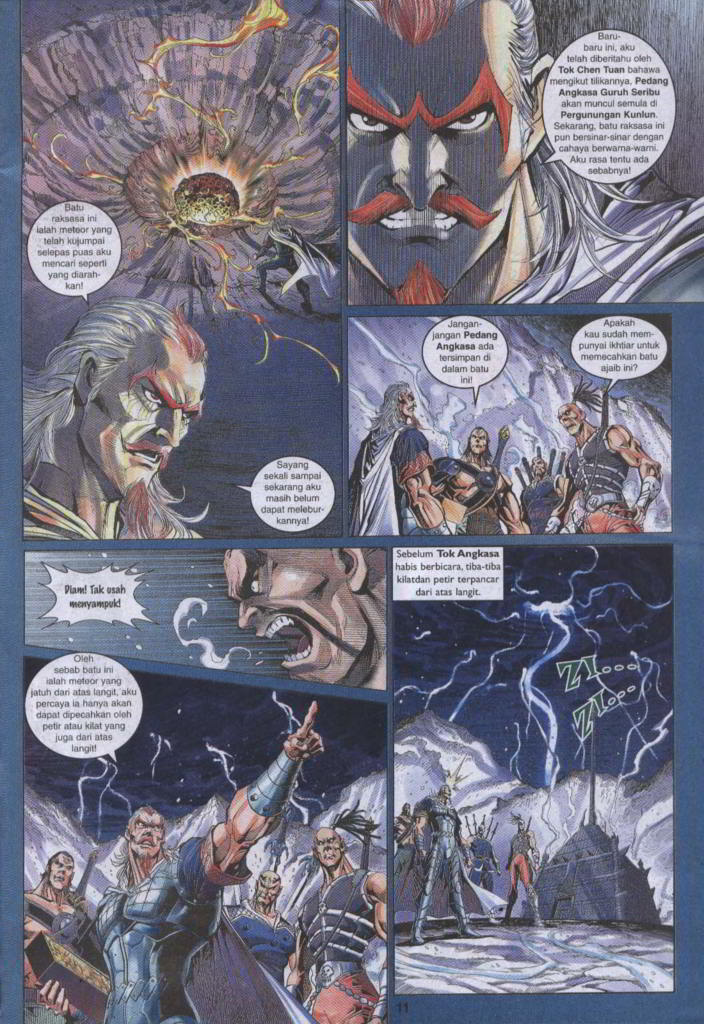 Batu
raksasa ini
ialah meteor yang
telah kujumpai
selepas puas aku
mencari seperti
yang diarah-
kan!
Sayang
sekali sampai
sekarang aku
masih belum
dapat melebur-
kannya!
Baru-
baru ini, aku
telah diberitahu oleh
Tok Chen Tuan bahawa
mengikut tilikannya, Pedang
Angkasa Guruh Seribu
akan muncul semula di
Pergunungan Kunlun.
Sekarang, batu raksasa ini
pun bersinar-sinar dengan
cahaya berwarna-warni.
Aku rasa tentu ada
sebabnya!
Jangan-
jangan Pedang
Angkasa ada
tersimpan di
dalam batu
ini!
Apakah
kau sudah mem-
punyai ikhtiar untuk
memecahkan batu
ajaib ini?
Diam! Tak usah
menyampuk!
Oleh
sebab batu ini
ialah meteor yang
jatuh dari atas langit, aku
percaya ia hanya akan
dapat dipecahkan oleh
petir atau kilat yang
juga dari atas
langit!
Sebelum Tok Angkasa
habis berbicara, tiba-tiba
kilatdan petir terpancar
dari atas langit.
ZI...
ZI...
11